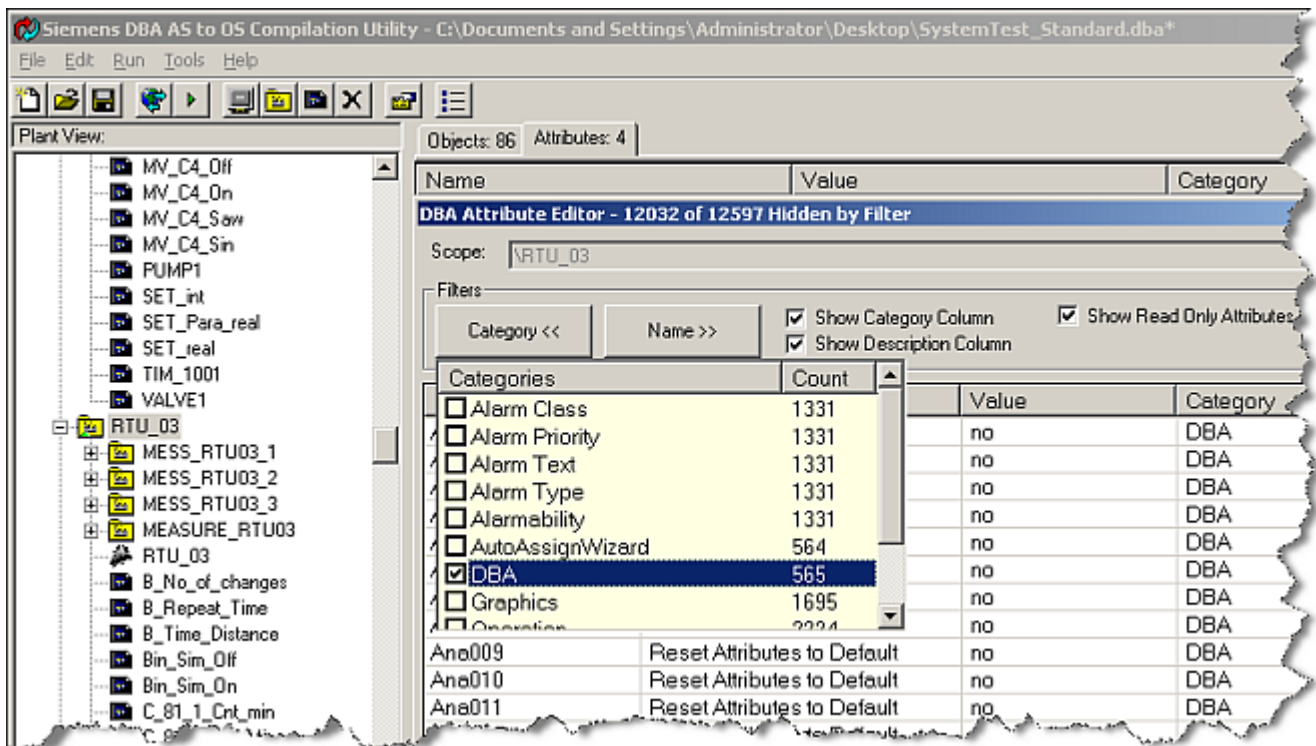 Siemens DBA AS to OS Compilation Utility - C:\Documents and Settings\Administrator\Desktop\SystemTest_Standard.dba*
File Edit Run Tools Help
Plant View:
MV_C4_Off
MV_C4_On
MV_C4_Saw
MV_C4_Sin
PUMP1
SET_int
SET_Para_real
SET_real
TIM_1001
VALVE1
RTU_03
MESS_RTU03_1
MESS_RTU03_2
MESS_RTU03_3
MEASURE_RTU03
RTU_03
B_No_of_changes
B_Repeat_Time
B_Time_Distance
Bin_Sim_Off
Bin_Sim_On
C_81_1_Cnt_min
Objects: 86 Attributes: 4
Name Value Category
DBA Attribute Editor - 12032 of 12597 Hidden by Filter
Scope: \RTU_03
Filters
Category << Name >>
Show Category Column
Show Description Column
Show Read Only Attributes
Categories Count
Alarm Class 1331
Alarm Priority 1331
Alarm Text 1331
Alarm Type 1331
Alarmability 1331
AutoAssignWizard 564
DBA 565
Graphics 1695
Value Category
no DBA
no DBA
no DBA
no DBA
no DBA
no DBA
no DBA
no DBA
Ana009 Reset Attributes to Default no DBA
Ana010 Reset Attributes to Default no DBA
Ana011 Reset Attributes to Default no DBA